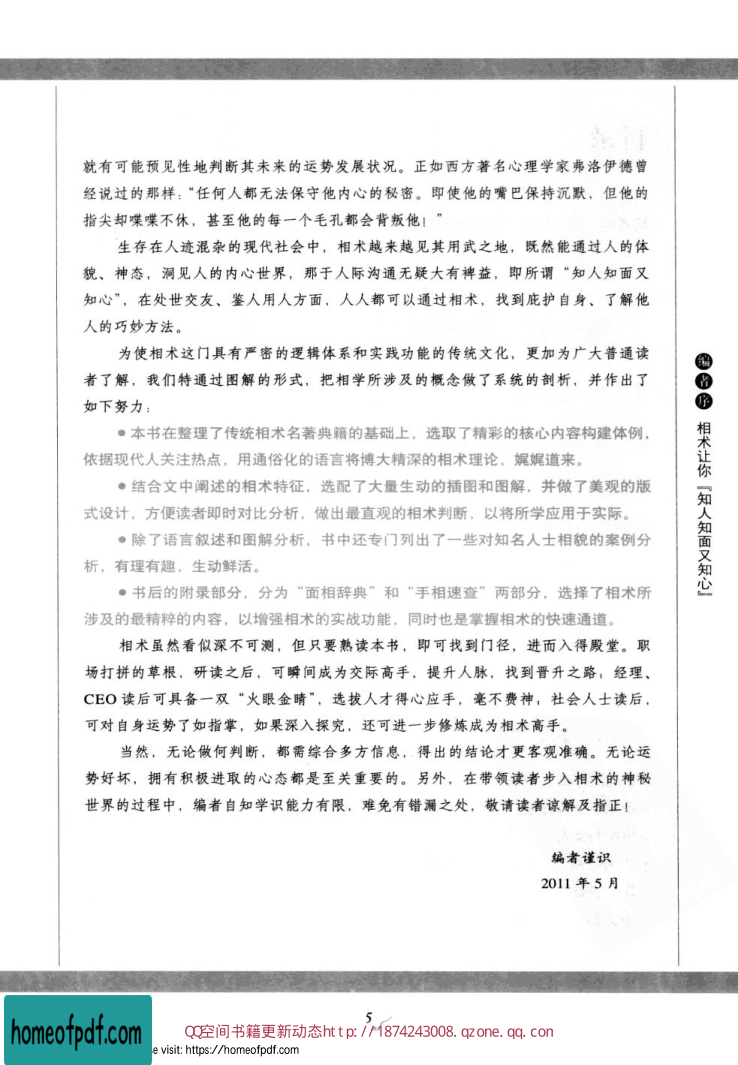 就有可能预见性地判断其未来的运势发展状况。正如西方著名心理学家弗洛伊德曾
经说过的那样：“任何人都无法保守他内心的秘密。即使他的嘴巴保持沉默，但他的
指尖却喋喋不休，甚至他的每一个毛孔都会背叛他！”
生存在人迹混杂的现代社会中，相术越来越见其用武之地，既然能通过人的体
貌、神态，洞见人的内心世界，那于人际沟通无疑大有裨益，即所谓“知人知面又
知心”，在处世交友、鉴人用人方面，人人都可以通过相术，找到庇护自身、了解他
人的巧妙方法。
为使相术这门具有严密的逻辑体系和实践功能的传统文化，更加为广大普通读
者了解，我们特通过图解的形式，把相学所涉及的概念做了系统的剖析，并作出了
如下努力：
●本书在整理了传统相术名著典籍的基础上，选取了精彩的核心内容构建体例，
依据现代人关注热点，用通俗化的语言将博大精深的相术理论，娓娓道来。
●结合文中阐述的相术特征，选配了大量生动的插图和图解，并做了美观的版
式设计，方便读者即时对比分析，做出最直观的相术判断，以将所学应用于实际。
●除了语言叙述和图解分析，书中还专门列出了一些对知名人士相貌的案例分
析，有理有趣，生动鲜活。
●书后的附录部分，分为“面相辞典”和“手相速查”两部分，选择了相术所
涉及的最精粹的内容，以增强相术的实战功能，同时也是掌握相术的快速通道。
相术虽然看似深不可测，但只要熟读本书，即可找到门径，进而入得殿堂。职
场打拼的草根，研读之后，可瞬间成为交际高手，提升人脉，找到晋升之路；经理、
CEO读后可具备一双“火眼金睛”，选拔人才得心应手，毫不费神；社会人士读后，
可对自身运势了如指掌，如果深入探究，还可进一步修炼成为相术高手。
当然，无论做何判断，都需综合多方信息，得出的结论才更客观准确。无论运
势好坏，拥有积极进取的心态都是至关重要的。另外，在带领读者步入相术的神秘
世界的过程中，编者自知学识能力有限，难免有错漏之处，敬请读者谅解及指正！
编者谨识
2011年5月
编者序 相术让你『知人知面又知心』
5
QQ空间书籍更新动态http://1874243008.qzone.qq.com
homeofpdf.com
se visit: https://homeofpdf.com